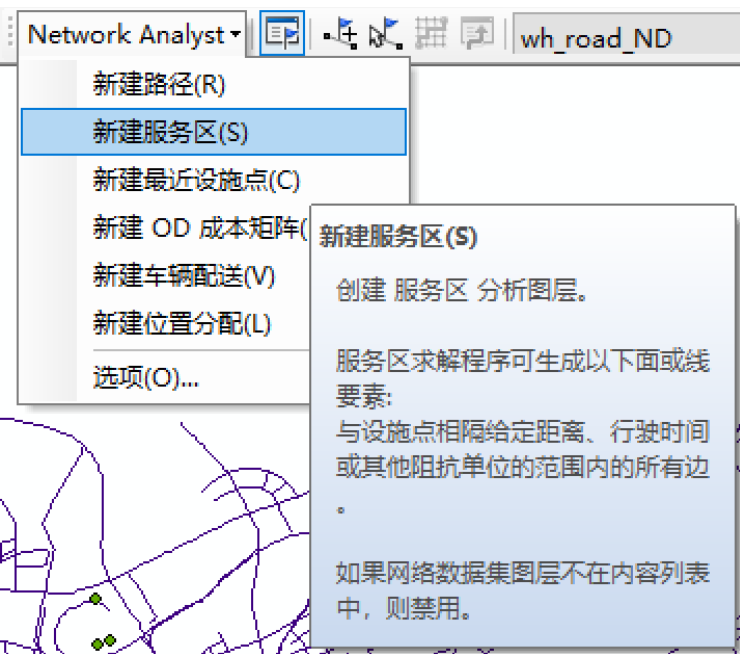 Network Analyst
wh_road_ND
新建路径(R)
新建服务区(S)
新建最近设施点(C)
新建 OD 成本矩阵(
新建车辆配送(V)
新建位置分配(L)
选项(O)...
新建服务区(S)
创建 服务区 分析图层。
服务区求解程序可生成以下面或线
要素:
与设施点相隔给定距离、行驶时间
或其他阻抗单位的范围内的所有边
。
如果网络数据集图层不在内容列表
中，则禁用。